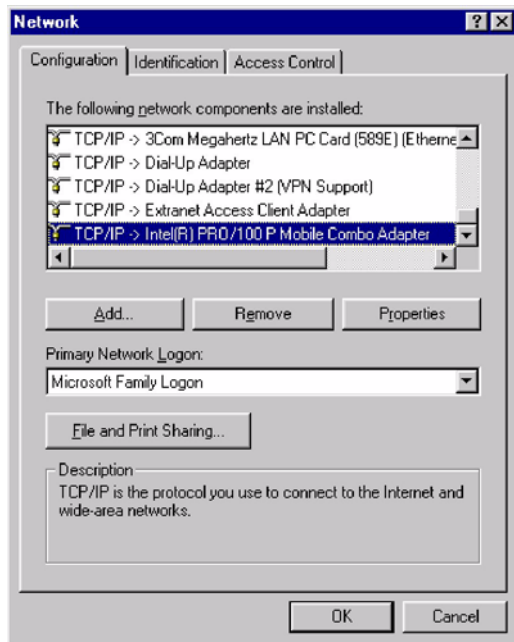 Network
Configuration Identification Access Control
The following network components are installed:
TCP/IP -> 3Com Megahertz LAN PC Card (589E) (Etherne
TCP/IP -> Dial-Up Adapter
TCP/IP -> Dial-Up Adapter #2 (VPN Support)
TCP/IP -> Extranet Access Client Adapter
TCP/IP -> Intel(R) PRO/100 P Mobile Combo Adapter
Add... Remove Properties
Primary Network Logon:
Microsoft Family Logon
File and Print Sharing...
Description
TCP/IP is the protocol you use to connect to the Internet and
wide-area networks.
OK Cancel